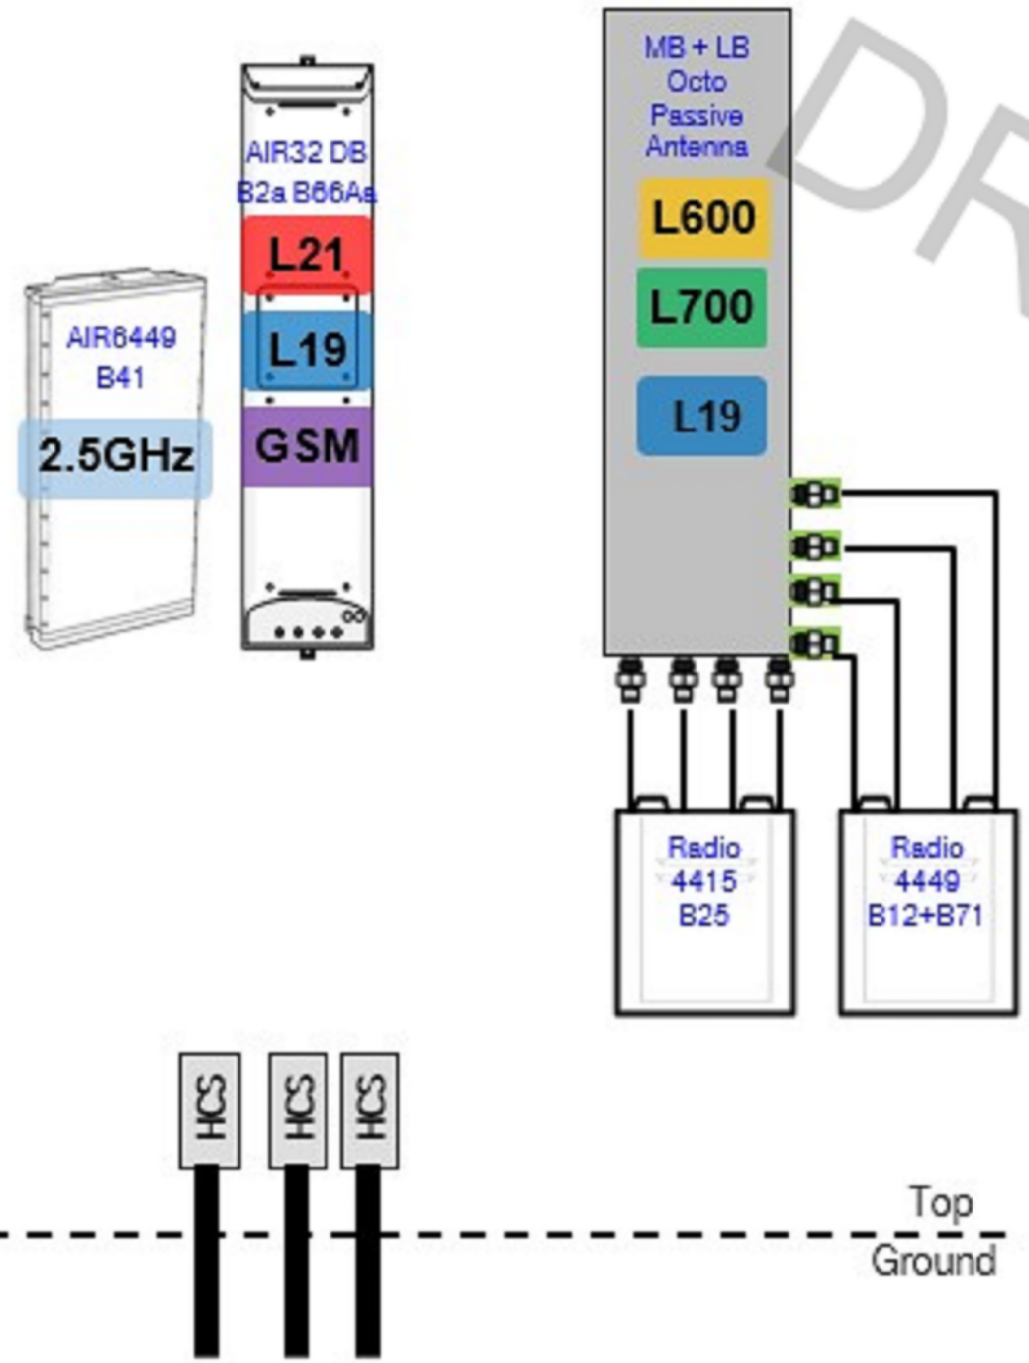 AIR6449
B41
2.5GHz
AIR32 DB
B2a B66Aa
L21
L19
GSM
MB + LB
Octo
Passive
Antenna
L600
L700
L19
DR
Radio
4415
B25
Radio
4449
B12+B71
HCS
HCS
HCS
Top
Ground